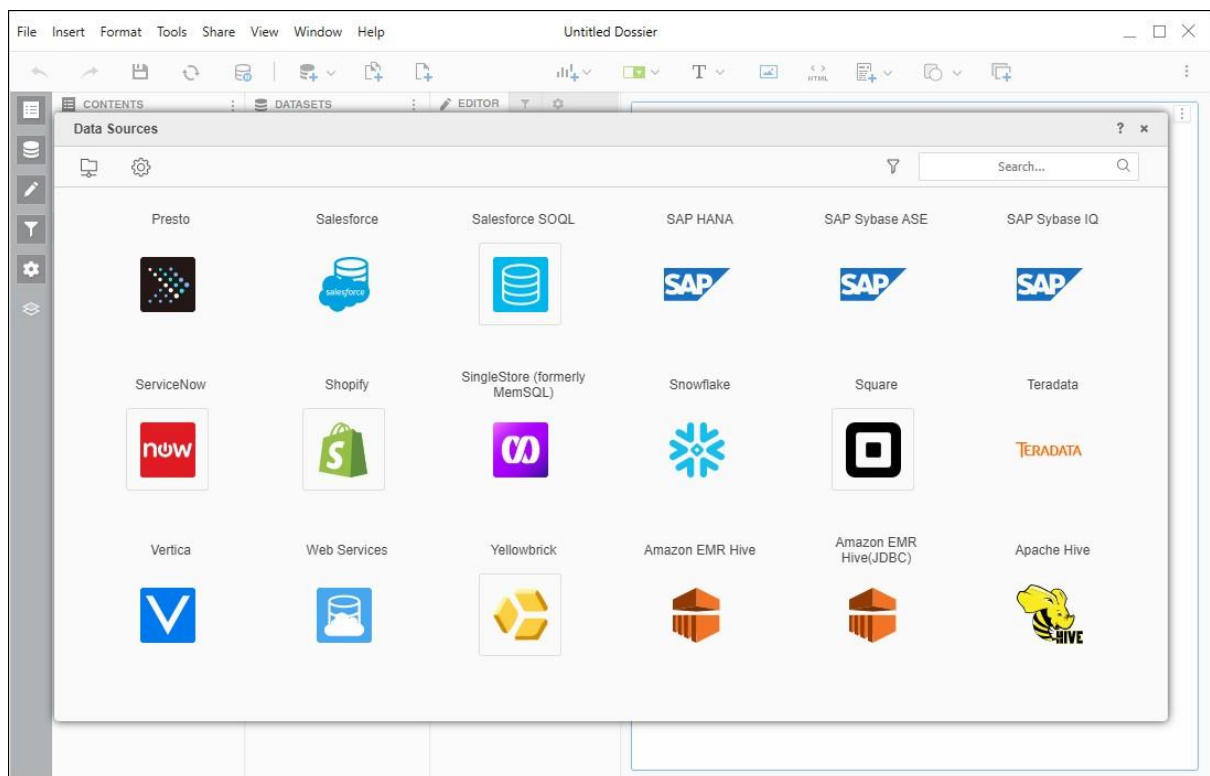 File Insert Format Tools Share View Window Help Untitled Dossier
T HTML
CONTENTS DATASETS EDITOR
Data Sources ?
Search...
Presto Salesforce Salesforce SOQL SAP HANA SAP Sybase ASE SAP Sybase IQ
salesforce SAP SAP SAP
ServiceNow Shopify SingleStore (formerly MemSQL) Snowflake Square Teradata
now S TERADATA
Vertica Web Services Yellowbrick Amazon EMR Hive Amazon EMR Hive(JDBC) Apache Hive
V HIVE